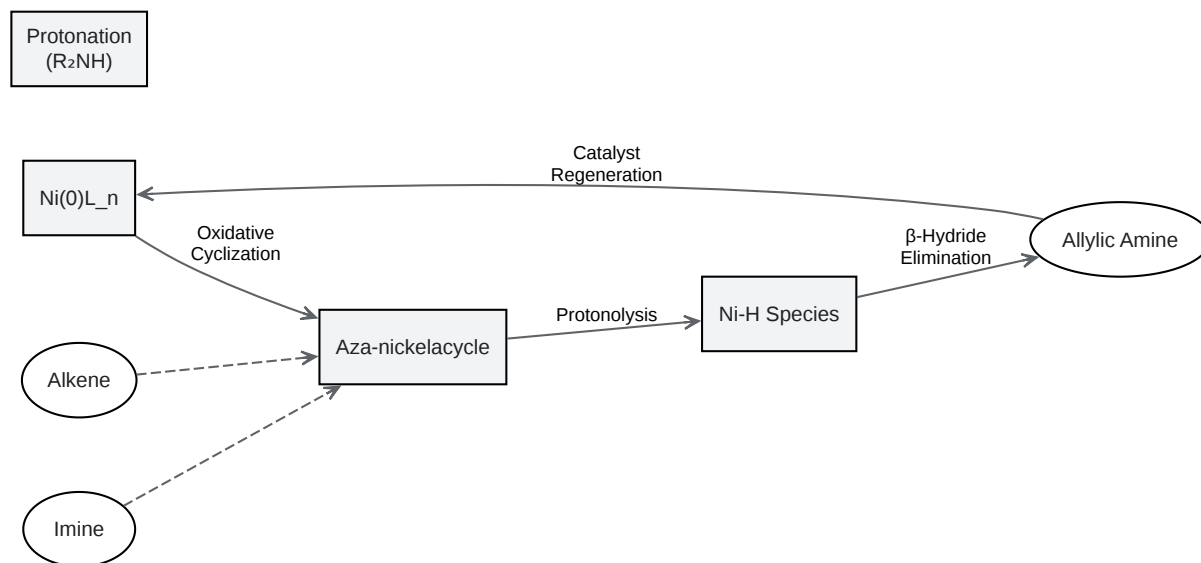 Protonation
(R₂NH)
Catalyst
Regeneration
Ni(0)L_n
Oxidative
Cyclization
β-Hydride
Elimination
Allylic Amine
Protonolysis
Ni-H Species
Aza-nickelacycle
Alkene
Imine